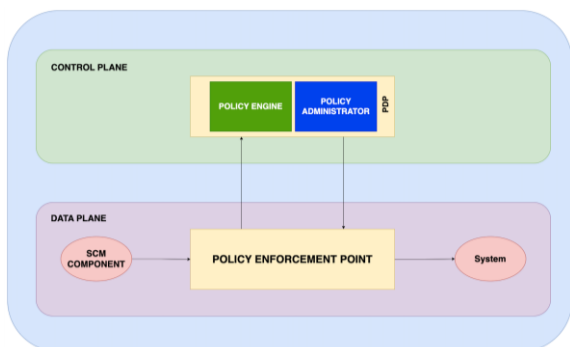 CONTROL PLANE
POLICY ENGINE
POLICY
ADMINISTRATOR
PDP
DATA PLANE
SCM
COMPONENT
POLICY ENFORCEMENT POINT
System